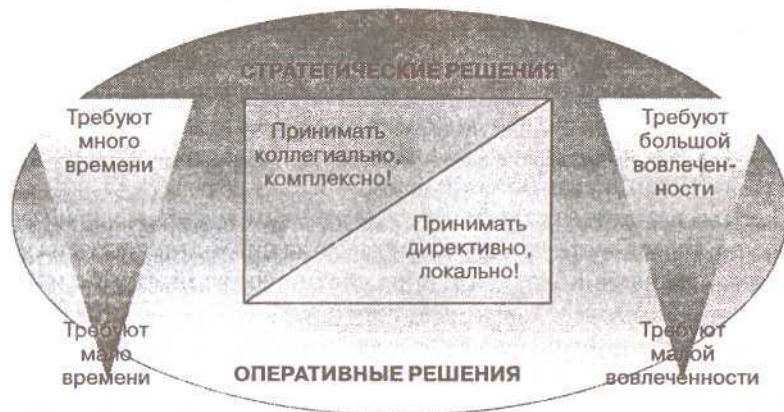 СТРАТЕГИЧЕСКИЕ РЕШЕНИЯ
Требуют
много
времени
Принимать
коллегиально,
комплексно!
Требуют
большой
вовлечен-
ности
Принимать
директивно,
локально!
Требуют
мало
времени
ОПЕРАТИВНЫЕ РЕШЕНИЯ
Требуют
малой
вовлеченности